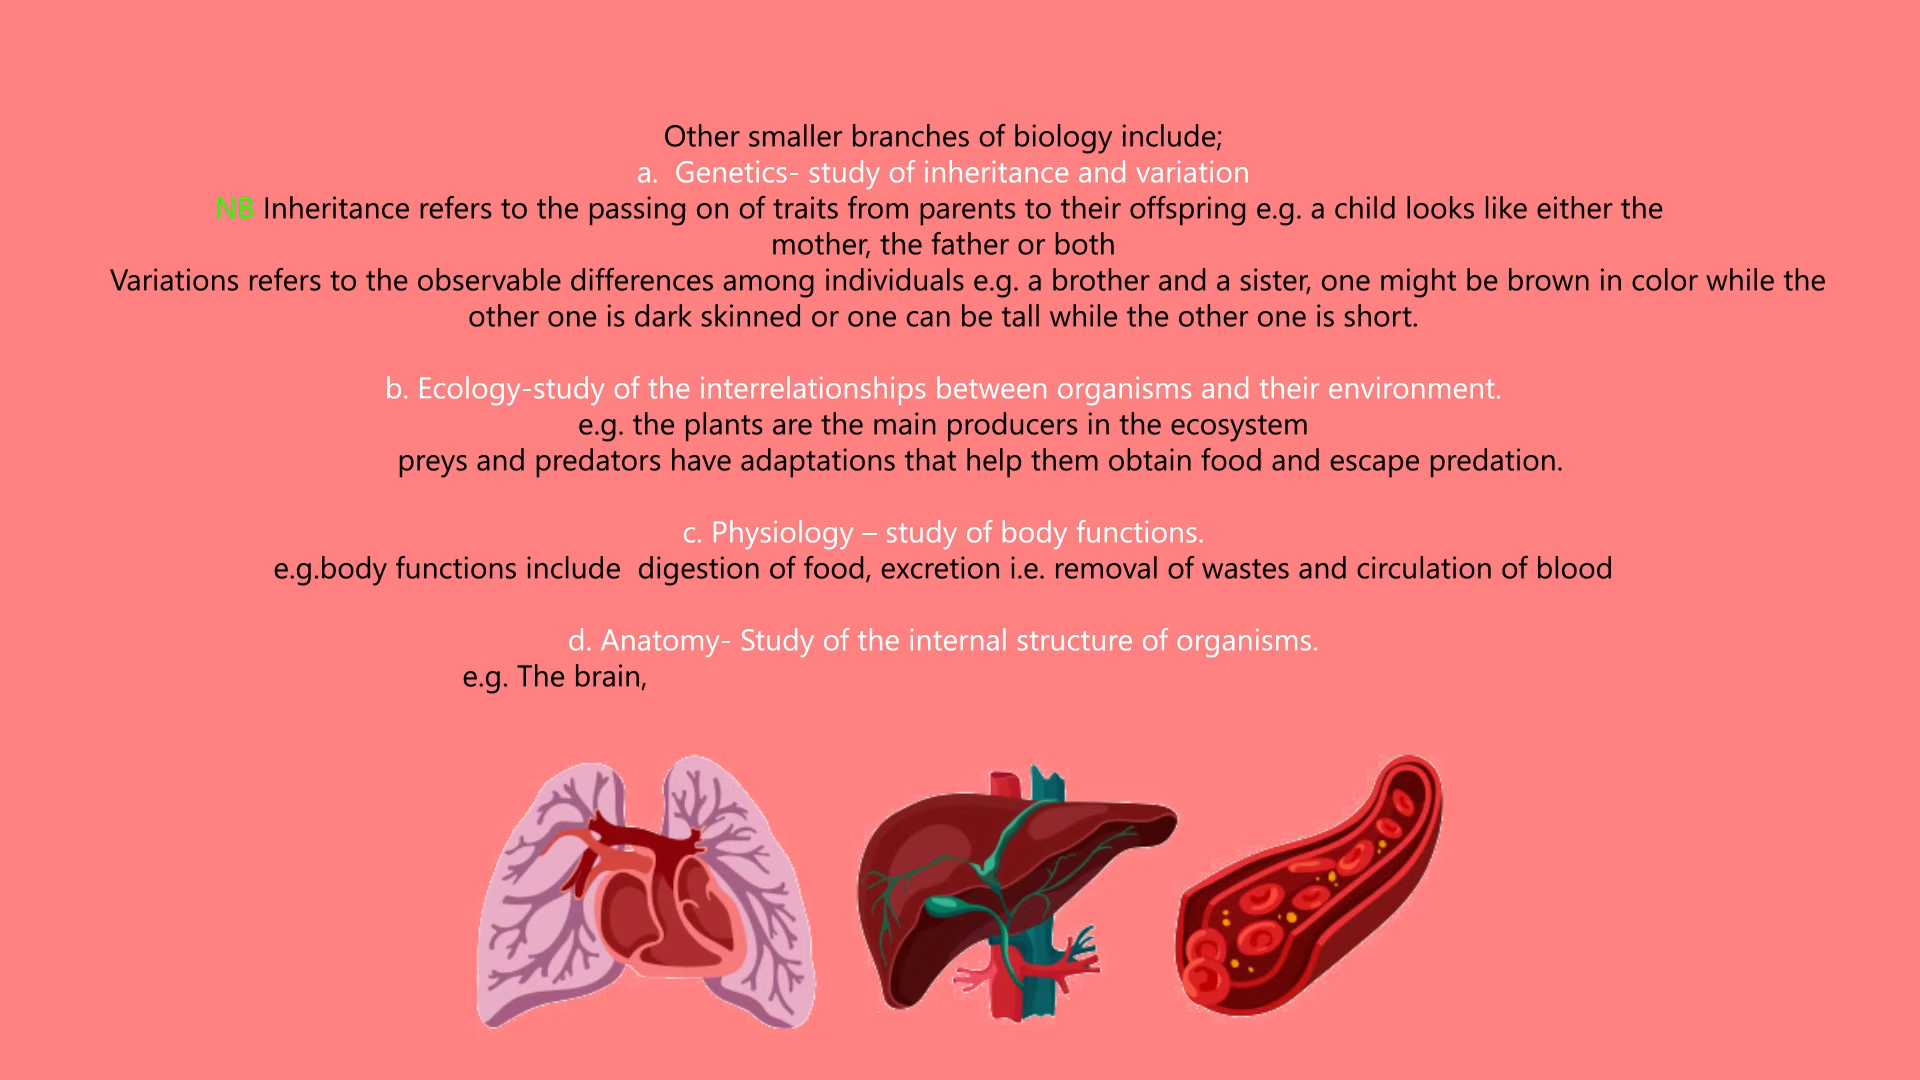 Other smaller branches of biology include;
a.  Genetics- study of inheritance and variation
NB Inheritance refers to the passing on of traits from parents to their offspring e.g. a child looks like either the
mother, the father or both
Variations refers to the observable differences among individuals e.g. a brother and a sister, one might be brown in color while the
other one is dark skinned or one can be tall while the other one is short.
b. Ecology-study of the interrelationships between organisms and their environment.
e.g. the plants are the main producers in the ecosystem
preys and predators have adaptations that help them obtain food and escape predation.
c. Physiology – study of body functions.
e.g.body functions include  digestion of food, excretion i.e. removal of wastes and circulation of blood
d. Anatomy- Study of the internal structure of organisms.
e.g. The brain,